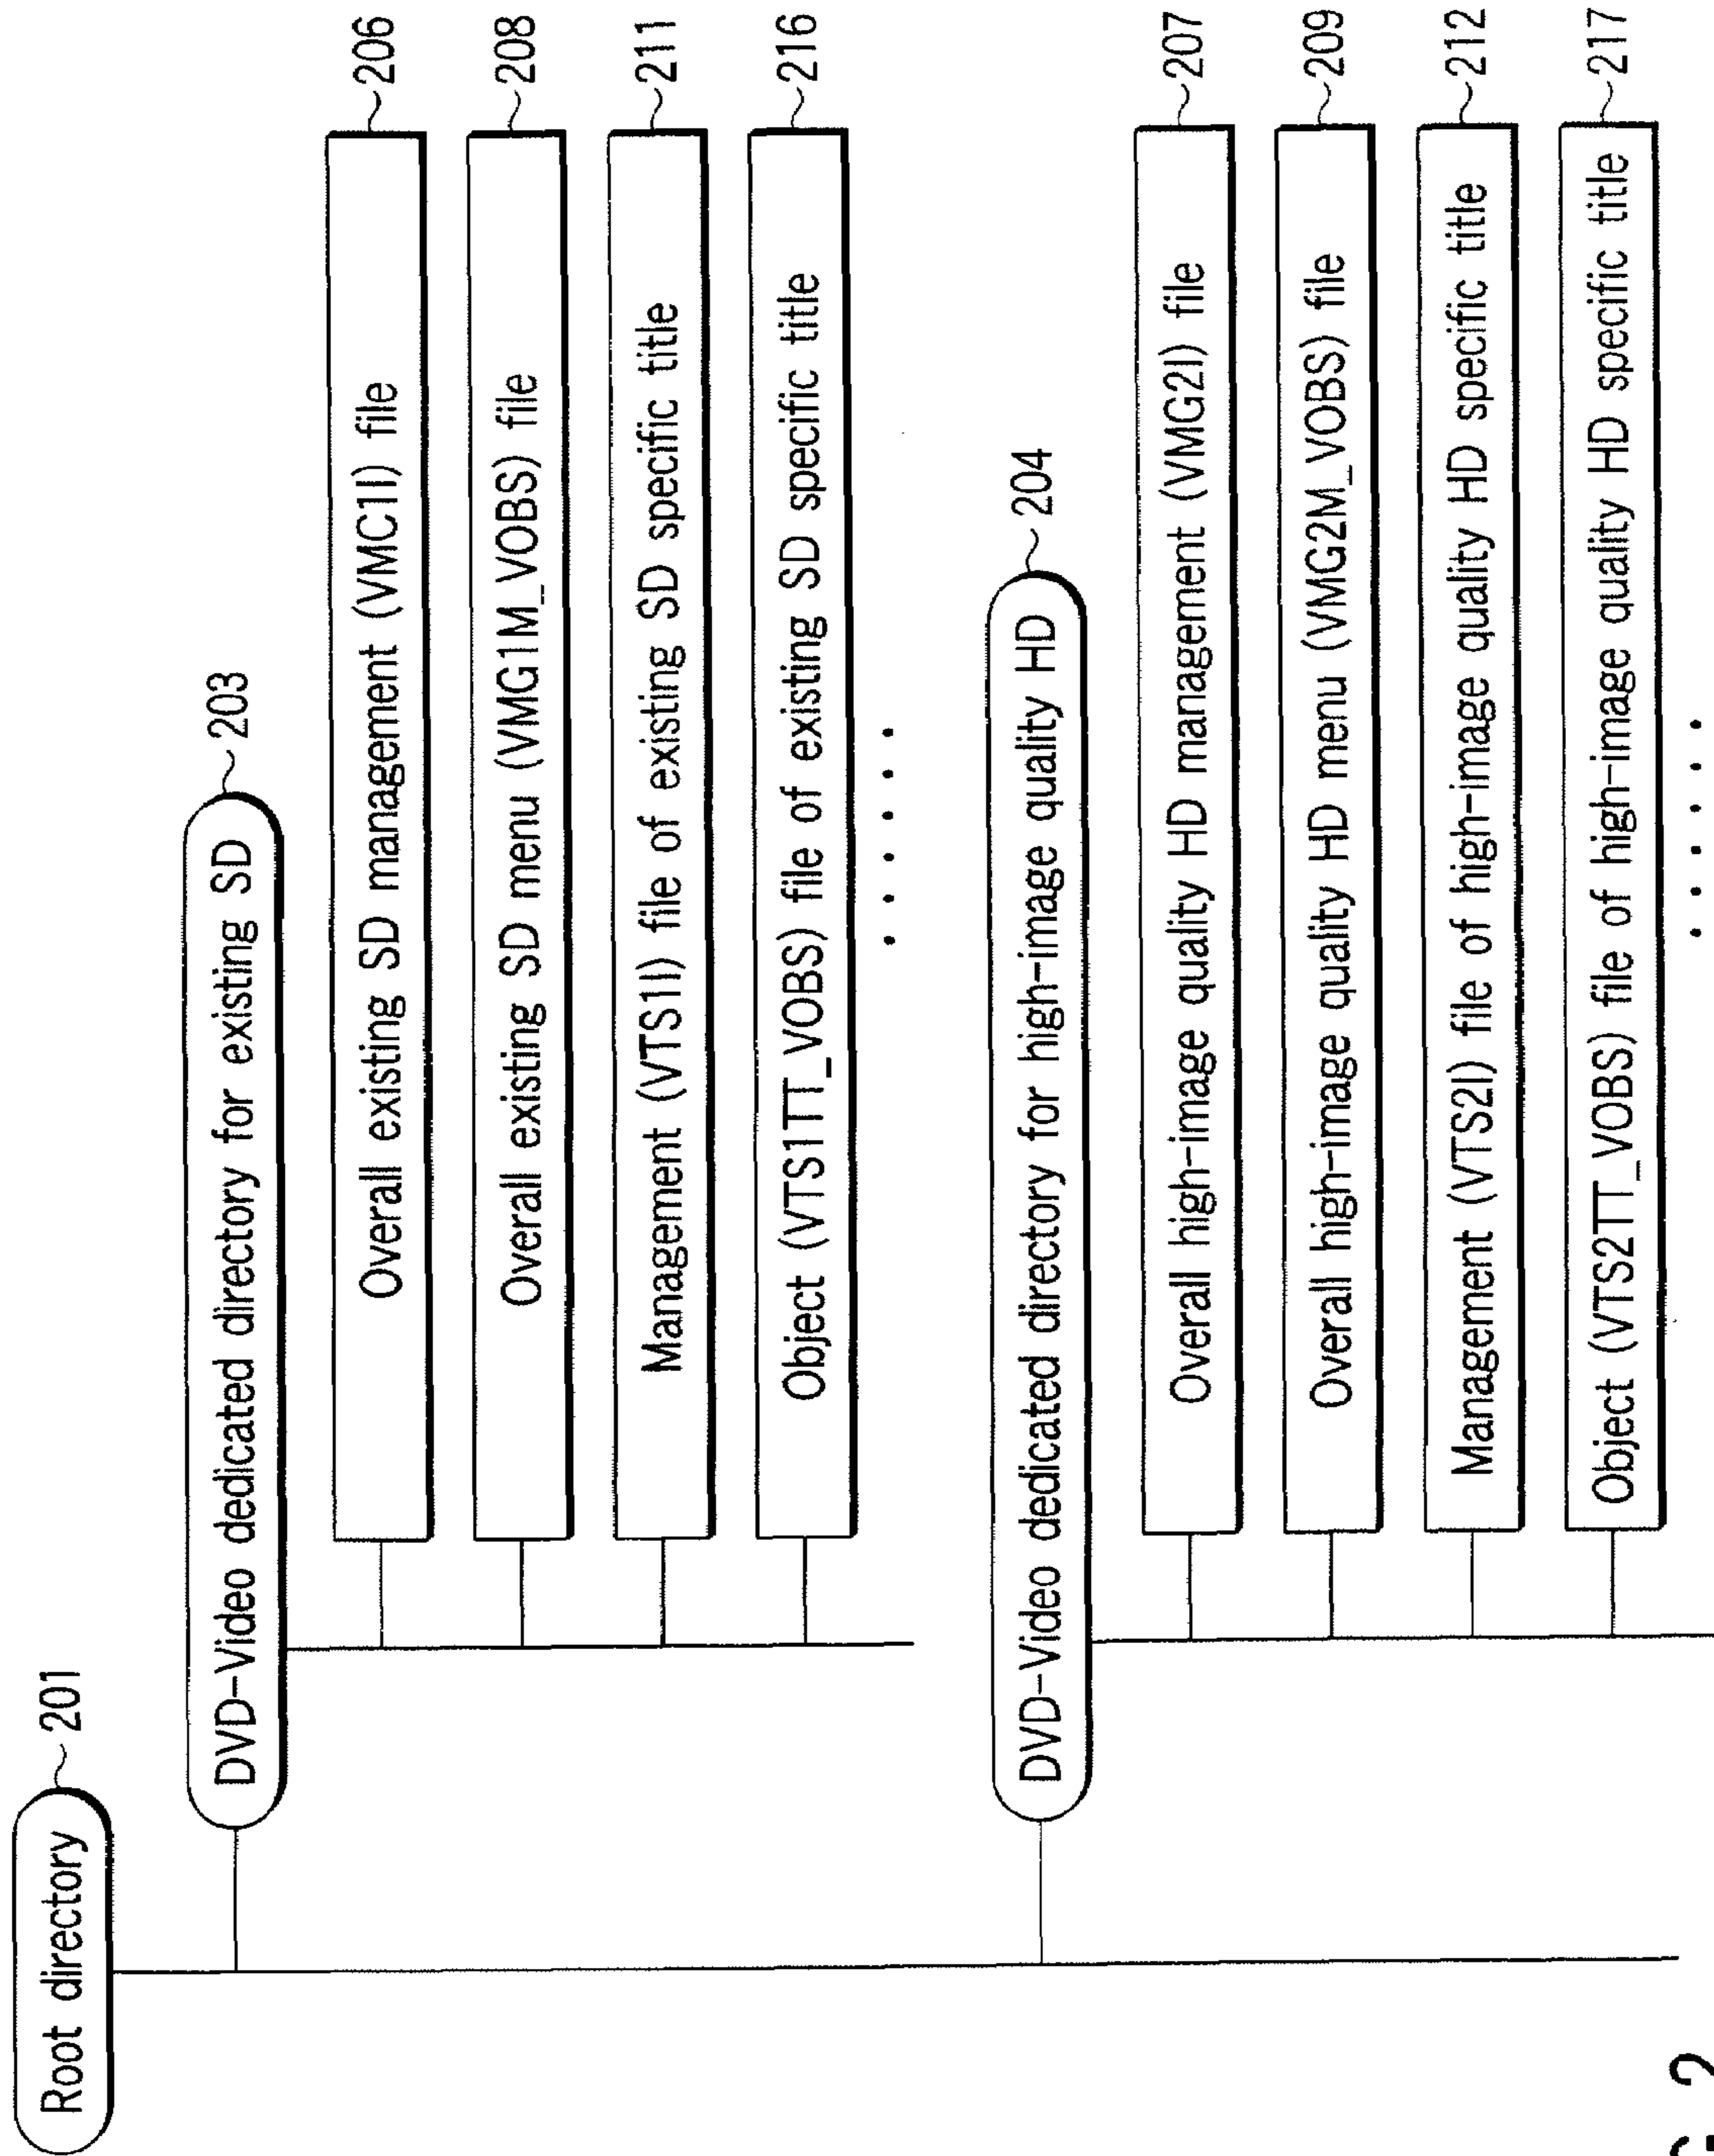 Root directory 201
DVD-Video dedicated directory for existing SD 203
Overall existing SD management (VMC1I) file 206
Overall existing SD menu (VMG1M_VOBS) file 208
Management (VTS1I) file of existing SD specific title 211
Object (VTS1TT_VOBS) file of existing SD specific title 216
DVD-Video dedicated directory for high-image quality HD 204
Overall high-image quality HD management (VMG2I) file 207
Overall high-image quality HD menu (VMG2M_VOBS) file 209
Management (VTS2I) file of high-image quality HD specific title 212
Object (VTS2TT_VOBS) file of high-image quality HD specific title 217
G. 2